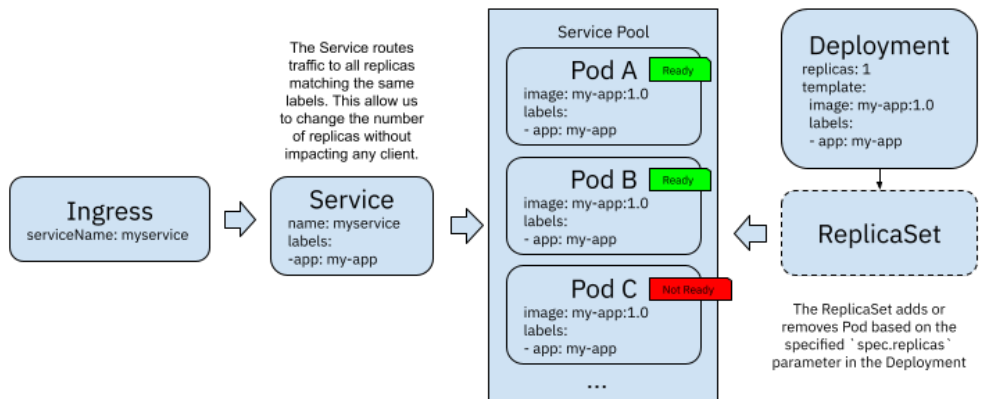 The Service routes
traffic to all replicas
matching the same
labels. This allow us
to change the number
of replicas without
impacting any client.
Ingress
serviceName: myservice
Service
name: myservice
labels:
-app: my-app
Service Pool
Pod A
Ready
image: my-app:1.0
labels:
- app: my-app
Pod B
Ready
image: my-app:1.0
labels:
- app: my-app
Pod C
Not Ready
image: my-app:1.0
labels:
- app: my-app
...
Deployment
replicas: 1
template:
image: my-app:1.0
labels:
- app: my-app
ReplicaSet
The ReplicaSet adds or
removes Pod based on the
specified `spec.replicas`
parameter in the Deployment